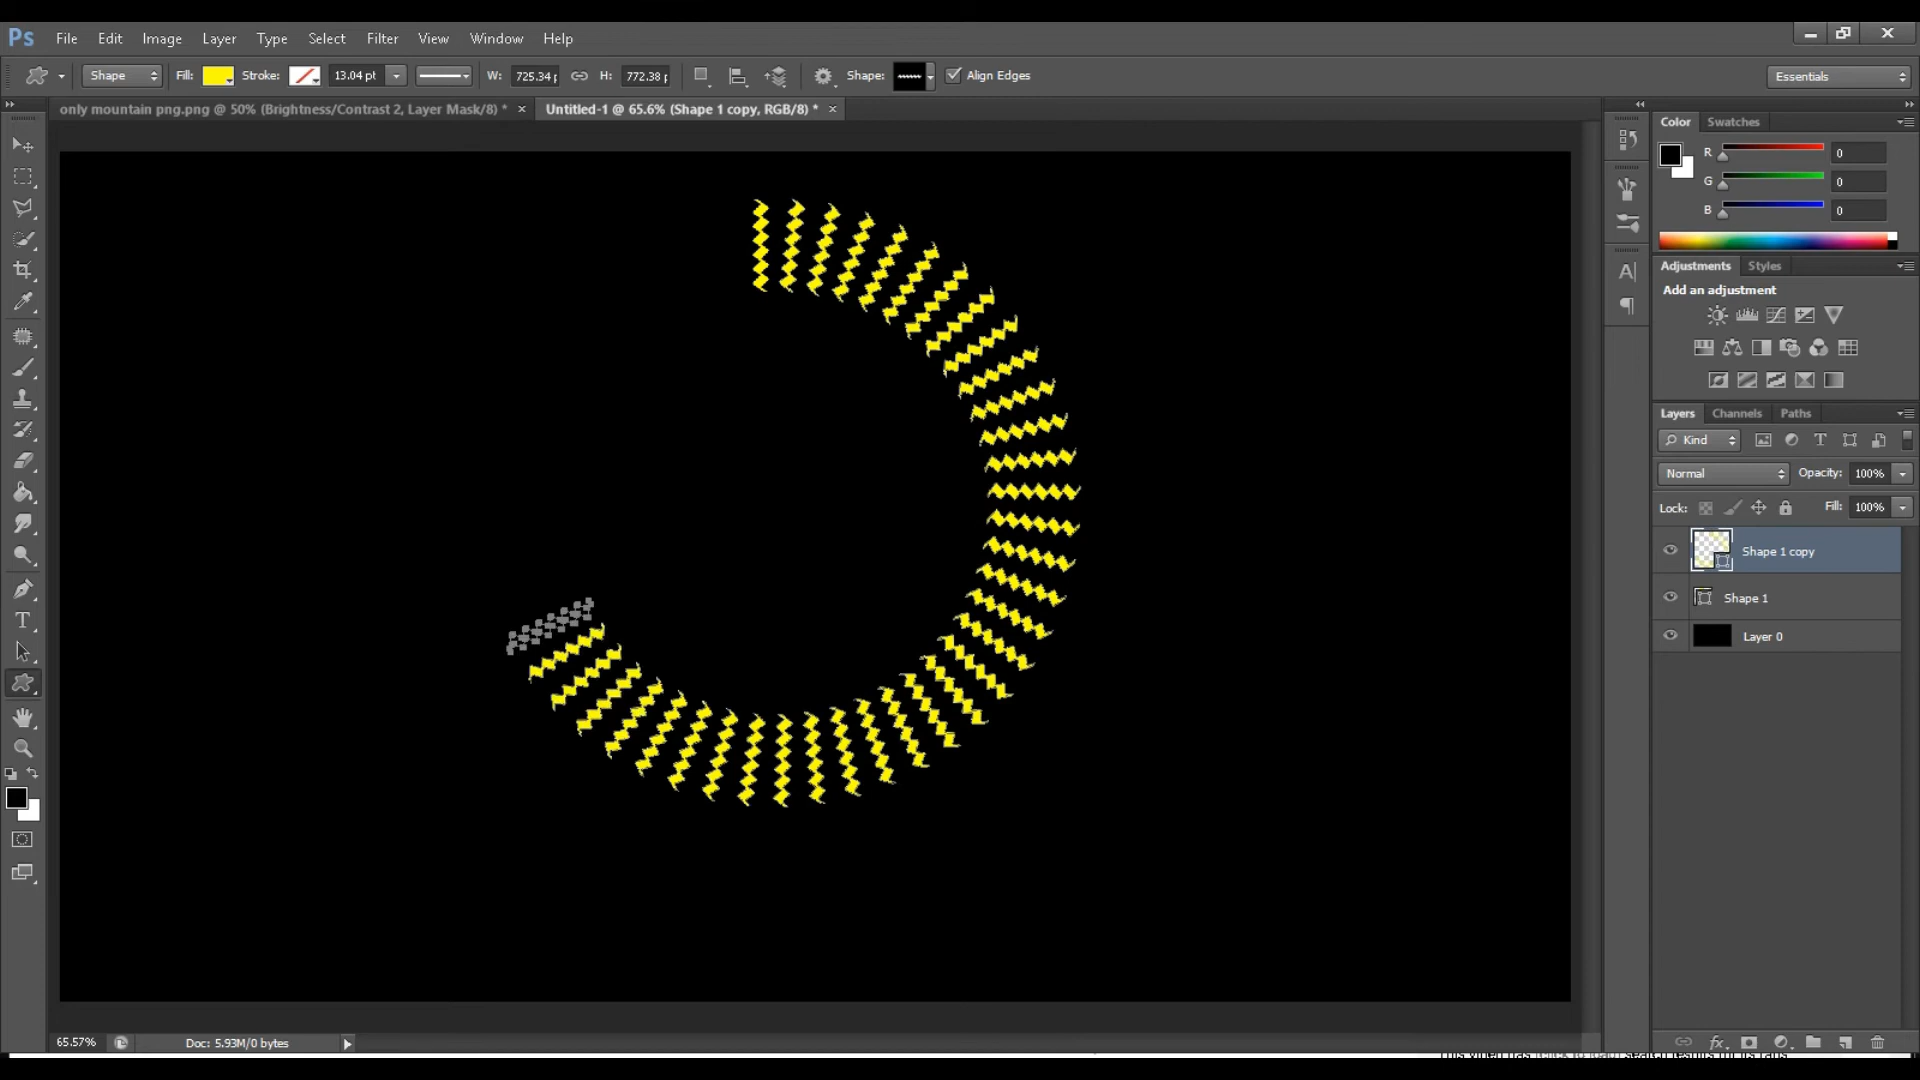 Ps File Edit Image Layer Type Select Filter View Window Help
Shape Fill: Stroke: 13.04 pt W: 725.34 p H: 772.38 p Shape: Align Edges Essentials
only mountain png.png @ 50% (Brightness/Contrast 2, Layer Mask/8) * × Untitled-1 @ 65.6% (Shape 1 copy, RGB/8) * ×
Color Swatches
R 0
G 0
B 0
Adjustments Styles
Add an adjustment
Layers Channels Paths
Kind
Normal Opacity: 100%
Lock: Fill: 100%
Shape 1 copy
Shape 1
Layer 0
65.57% Doc: 5.93M/0 bytes